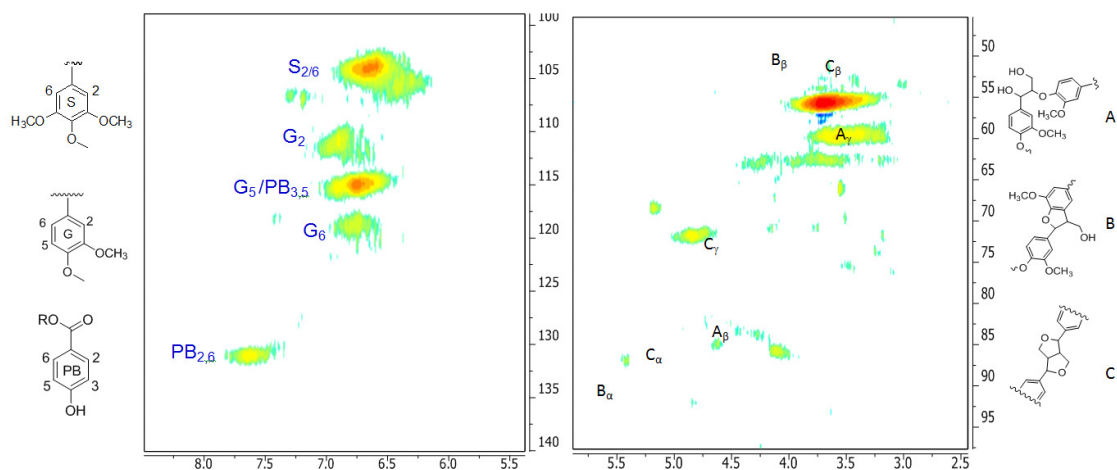 6 2
S
OCH3 O OCH3
6 2
G
5
O OCH3
RO O
6 2
PB
5 3
OH
S2/6
G2
G5/PB3,5
G6
PB2,6
100
105
110
115
120
130
135
140
8.0 7.5 7.0 6.5 6.0 5.5
Bβ Cβ
Aγ
Cγ
Aβ
Cα
Bα
50
55
60
65
70
75
80
85
90
95
5.5 5.0 4.5 4.0 3.5 3.0 2.5
HO
HO O
OCH3
OCH3
O
A
OCH3
O
OH
O OCH3
B
O
O
C